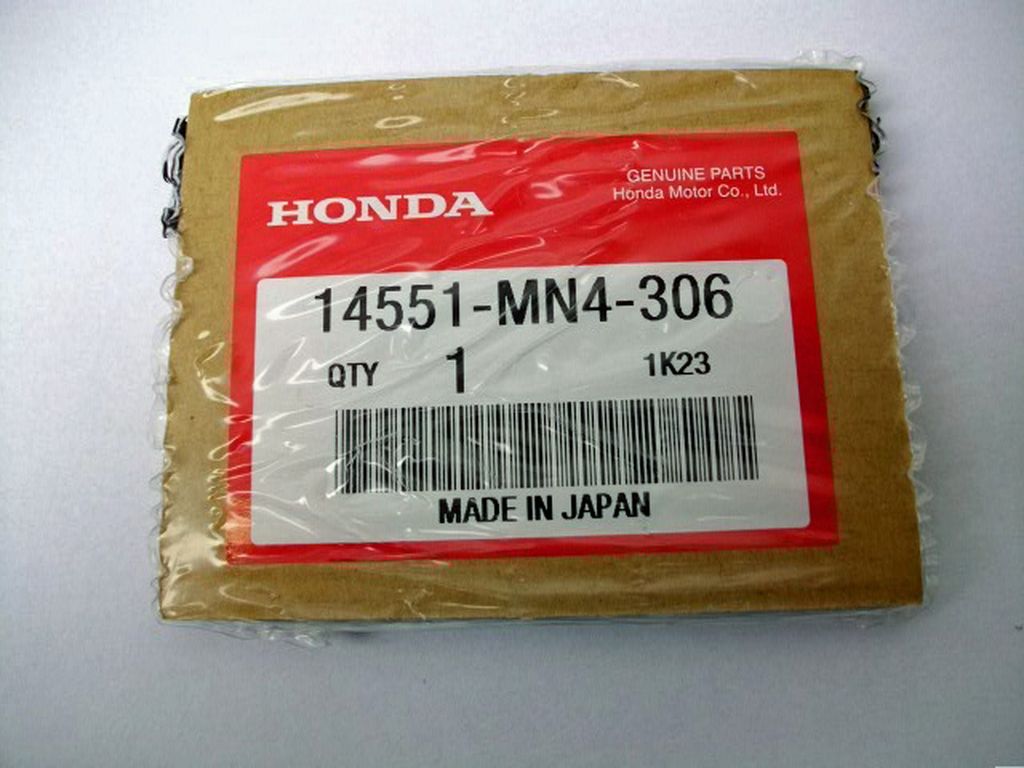 HONDA
GENUINE PARTS
Honda Motor Co., Ltd.
14551-MN4-306
QTY 1 1K23
MADE IN JAPAN